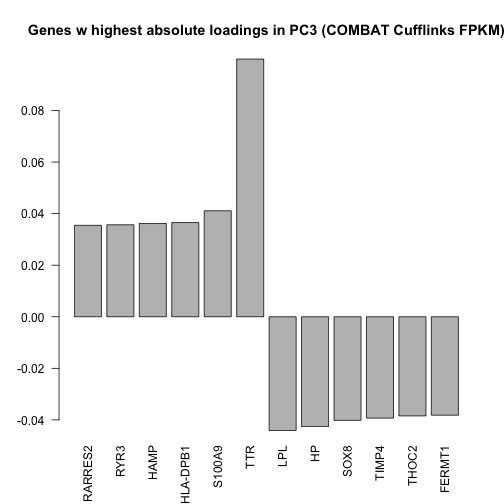 Genes w highest absolute loadings in PC3 (COMBAT Cufflinks FPKM)
0.08
0.06
0.04
0.02
0.00
-0.02
-0.04
RARRES2
RYR3
HAMP
HLA-DPB1
S100A9
TTR
LPL
HP
SOX8
TIMP4
THOC2
FERMT1